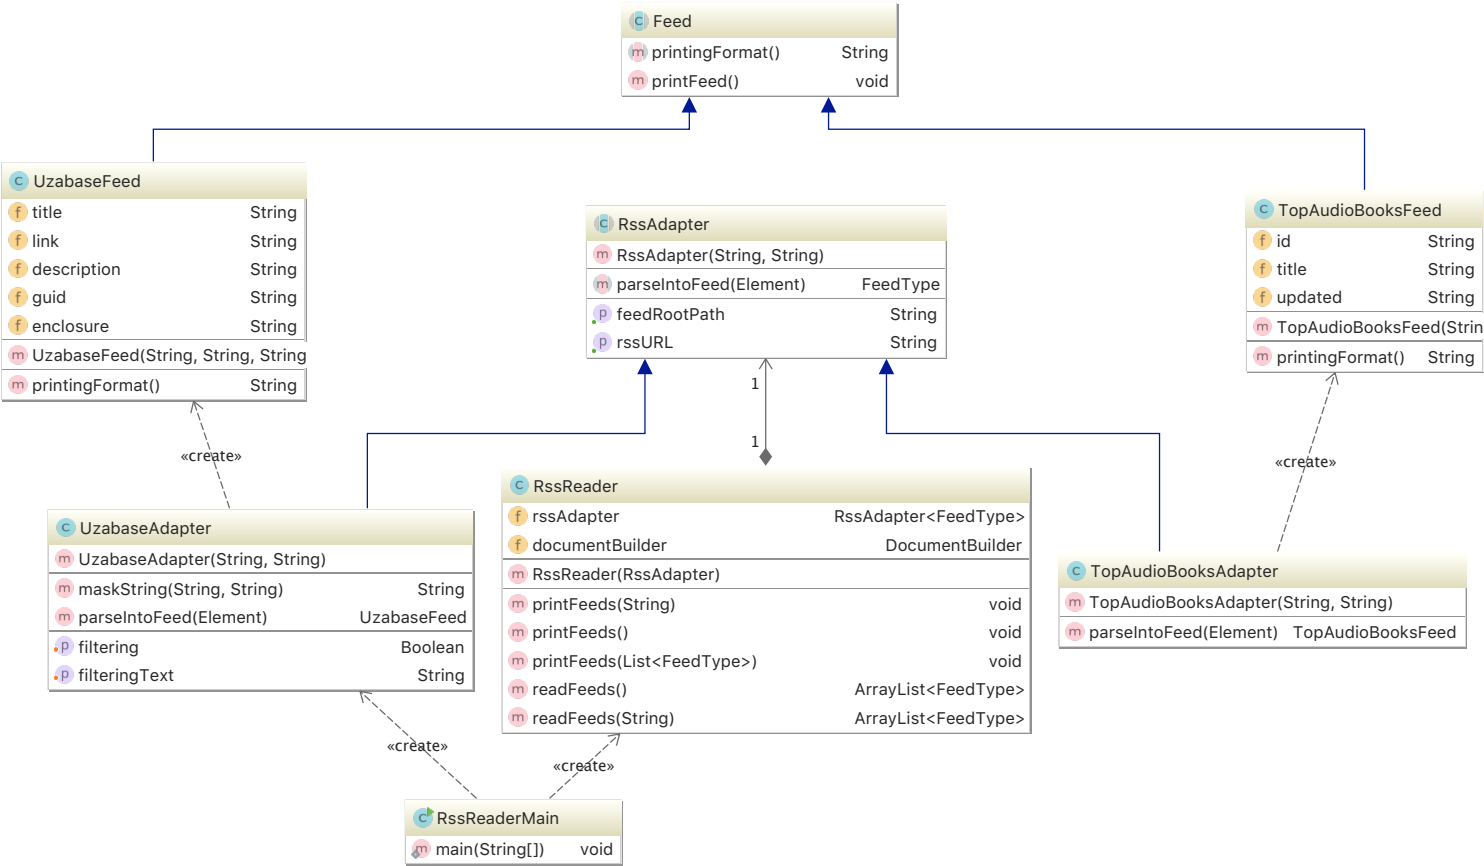 Feed
printingFormat() String
printFeed() void
UzabaseFeed
title String
link String
description String
guid String
enclosure String
UzabaseFeed(String, String, String
printingFormat() String
RssAdapter
RssAdapter(String, String)
parseIntoFeed(Element) FeedType
feedRootPath String
rssURL String
TopAudioBooksFeed
id String
title String
updated String
TopAudioBooksFeed(Strin
printingFormat() String
1
1
«create»
«create»
UzabaseAdapter
UzabaseAdapter(String, String)
maskString(String, String) String
parseIntoFeed(Element) UzabaseFeed
filtering Boolean
filteringText String
RssReader
rssAdapter RssAdapter<FeedType>
documentBuilder DocumentBuilder
RssReader(RssAdapter)
printFeeds(String) void
printFeeds() void
printFeeds(List<FeedType>) void
readFeeds() ArrayList<FeedType>
readFeeds(String) ArrayList<FeedType>
TopAudioBooksAdapter
TopAudioBooksAdapter(String, String)
parseIntoFeed(Element) TopAudioBooksFeed
«create»
«create»
RssReaderMain
main(String[]) void